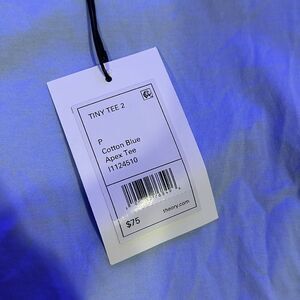 TINY TEE 2
P
Cotton Blue
Apex Tee
I1124510
$75
theory.com